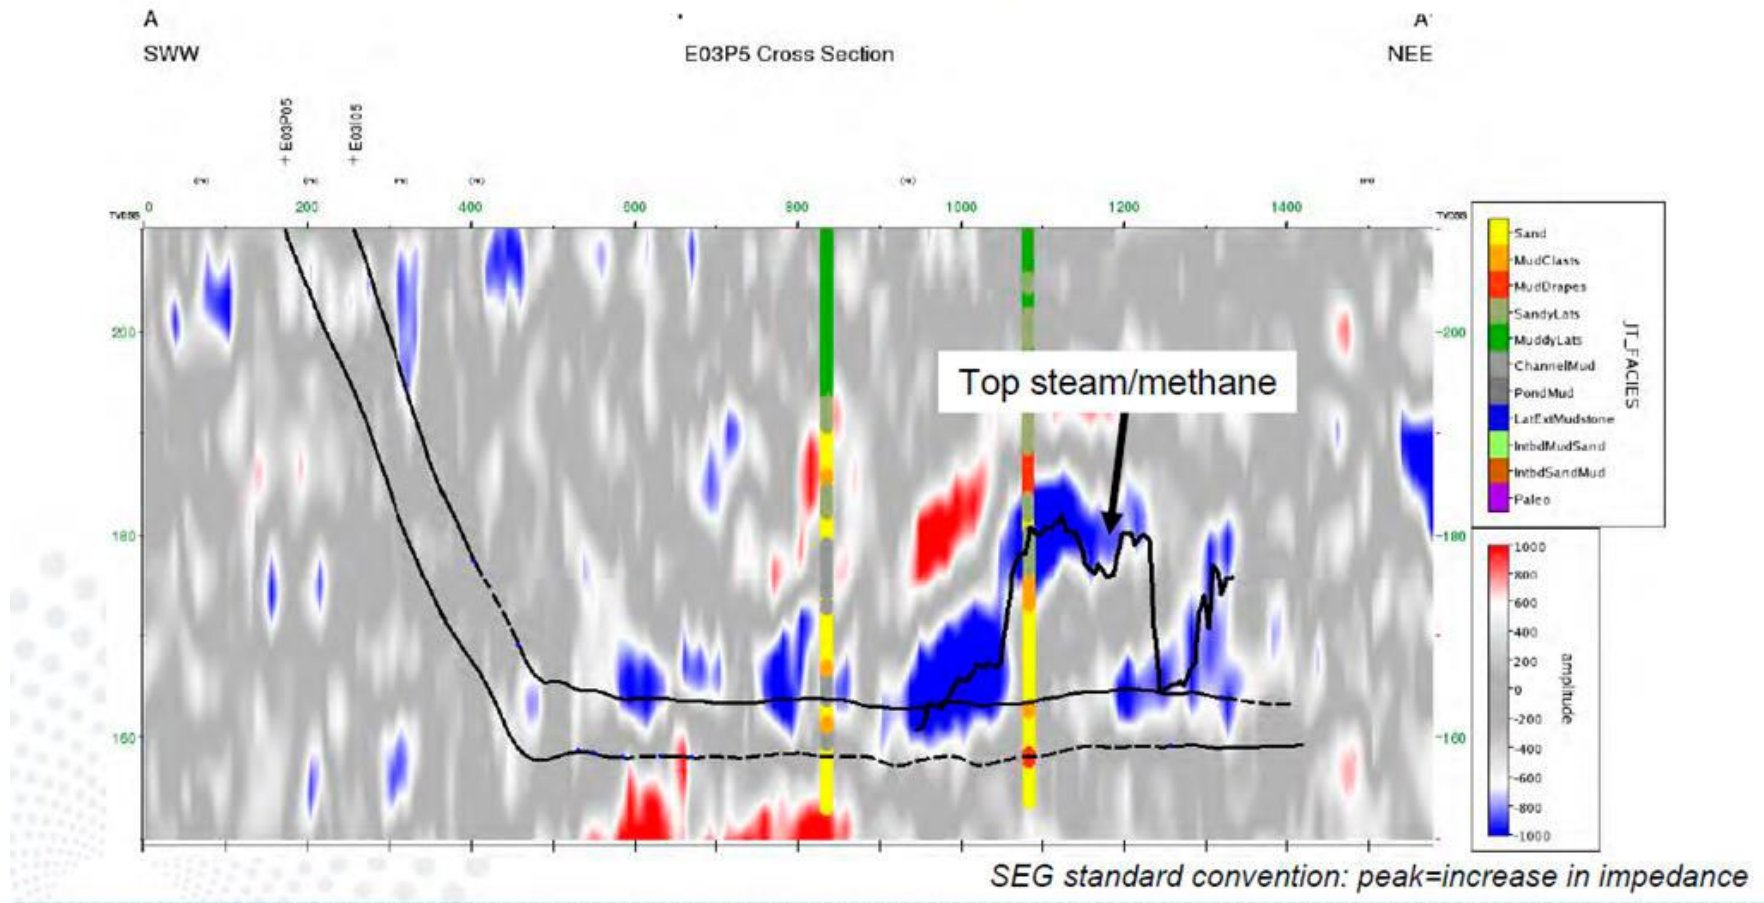 A
A'
SWW
E03P5 Cross Section
NEE
+ E03P05
+ E03I05
TVDSS
0
200
400
600
800
1000
1200
1400
TVDSS
200
180
160
-200
-180
-160
Top steam/methane
Sand
MudClasts
MudDrapes
SandyLats
MuddyLats
ChannelMud
PondMud
LatExtMudstone
IntbdMudSand
IntbdSandMud
Paleo
JT_FACIES
1000
800
600
400
200
0
-200
-400
-600
-800
-1000
amplitude
SEG standard convention: peak=increase in impedance